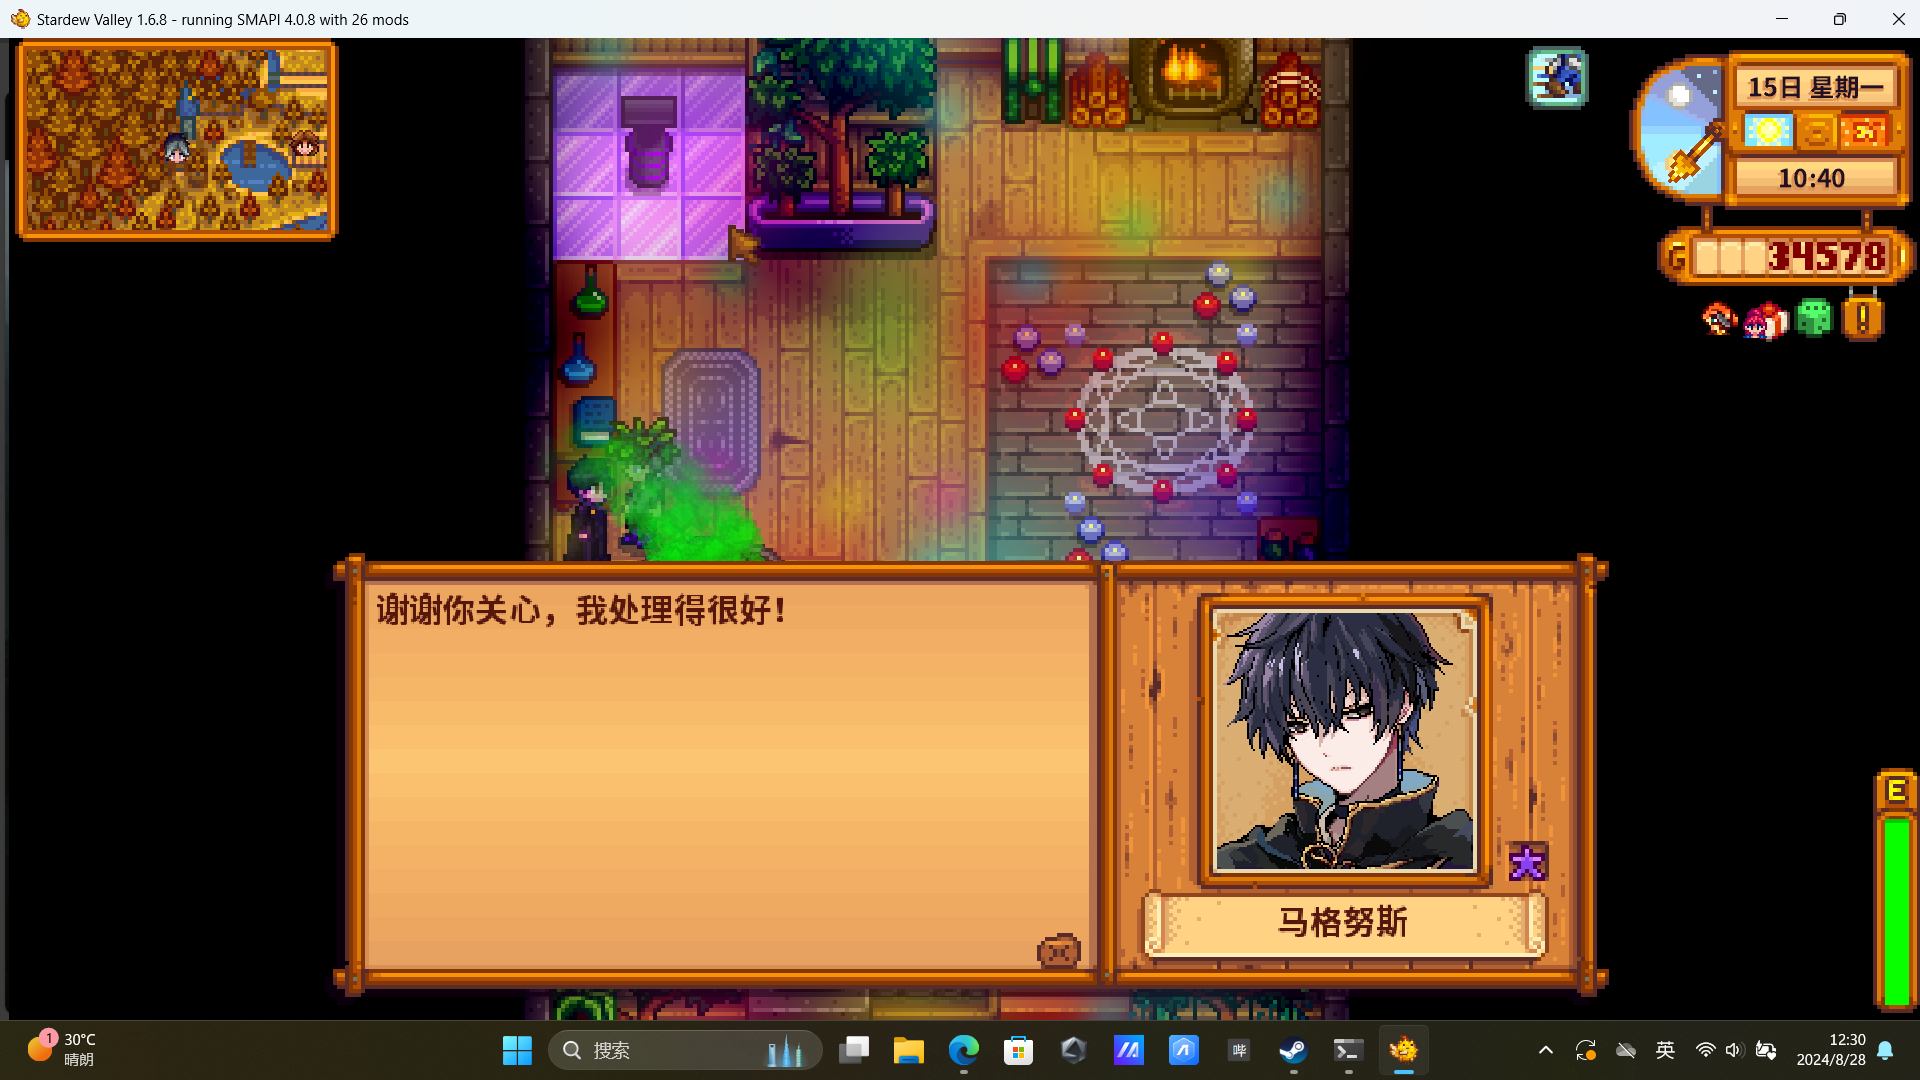 Stardew Valley 1.6.8 - running SMAPI 4.0.8 with 26 mods
15日 星期一
10:40
G
34578
!
谢谢你关心，我处理得很好！
马格努斯
E
1
30°C
晴朗
搜索
哔
英
12:30
2024/8/28